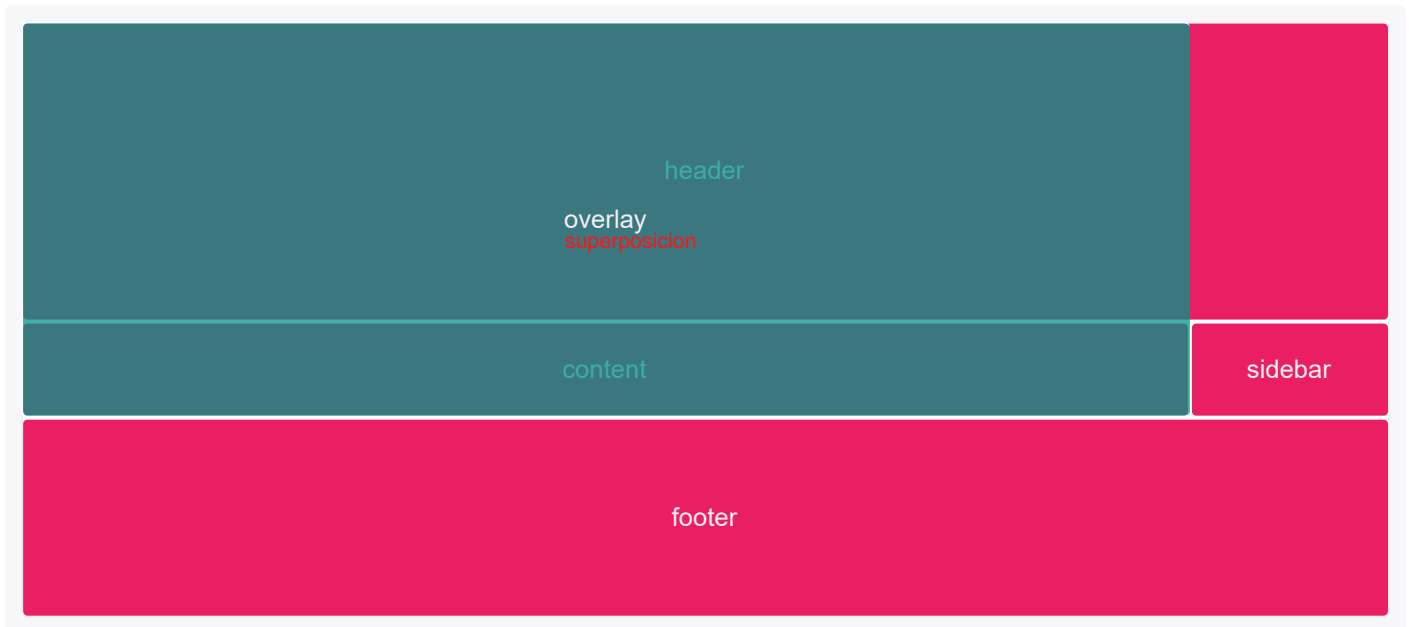 header
overlay
superposicion
content
sidebar
footer